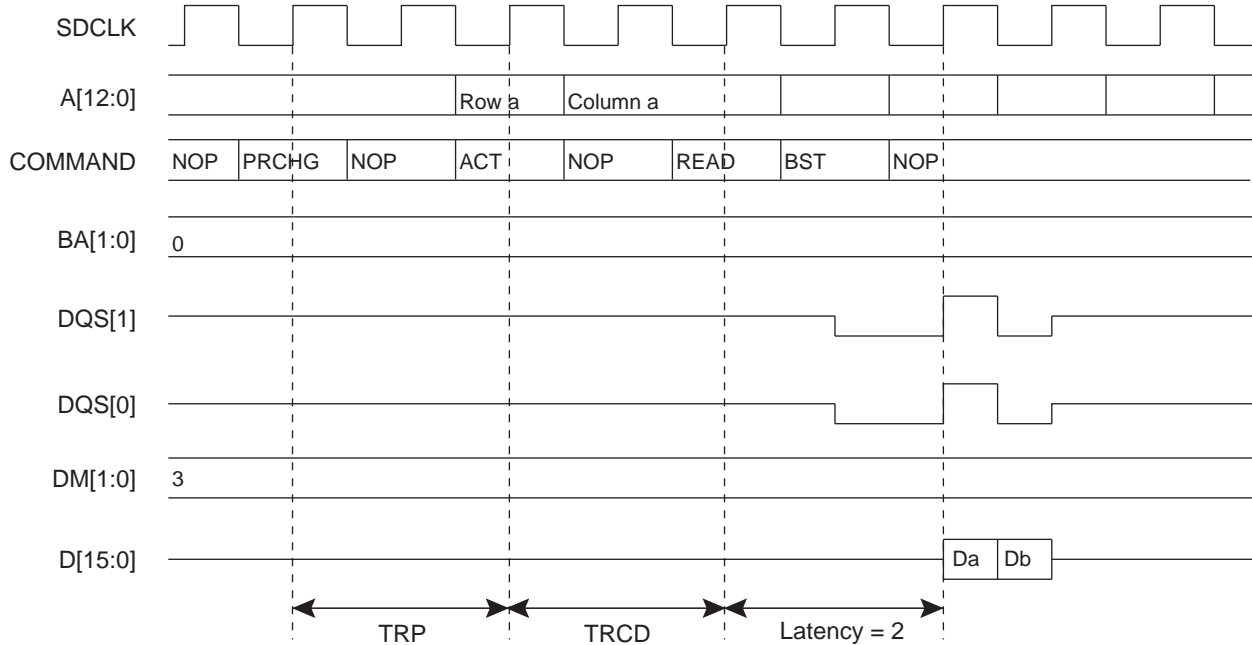 SDCLK
A[12:0] Row a Column a
COMMAND NOP PRCHG NOP ACT NOP READ BST NOP
BA[1:0] 0
DQS[1]
DQS[0]
DM[1:0] 3
D[15:0] Da Db
TRP TRCD Latency = 2